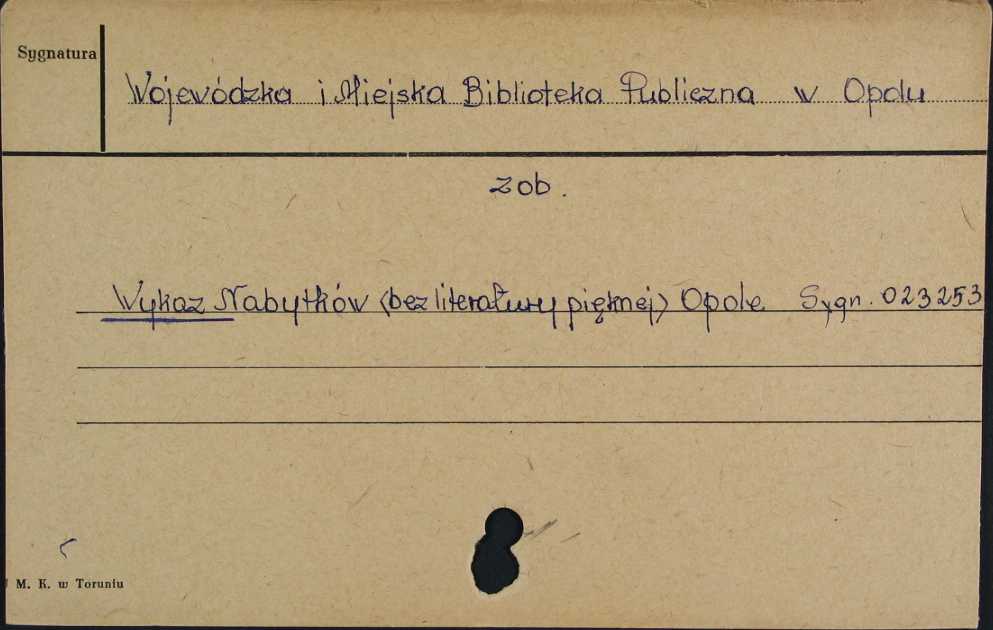 Sygnatura
Wojewódzka i Miejska Biblioteka Publiczna w Opolu
zob.
Wykaz Nabytków (bez literatury pięknej) Opole Sygn. 023253
M. K. w Toruniu